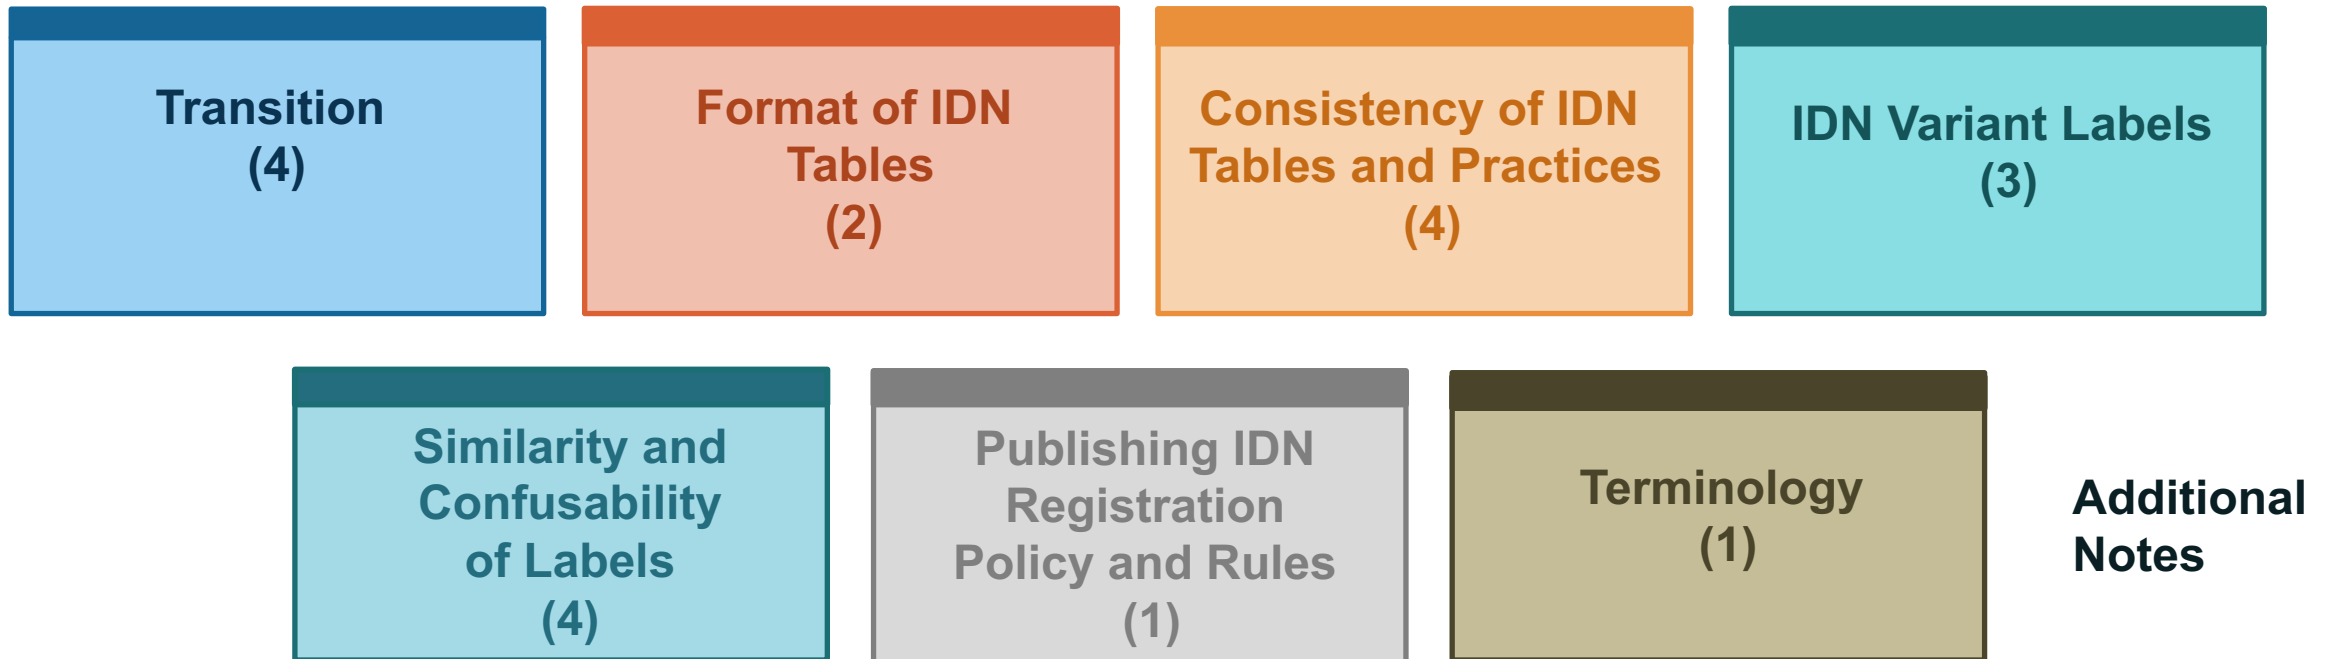 Transition
(4)
Format of IDN
Tables
(2)
Consistency of IDN
Tables and Practices
(4)
IDN Variant Labels
(3)
Similarity and
Confusability
of Labels
(4)
Publishing IDN
Registration
Policy and Rules
(1)
Terminology
(1)
Additional
Notes